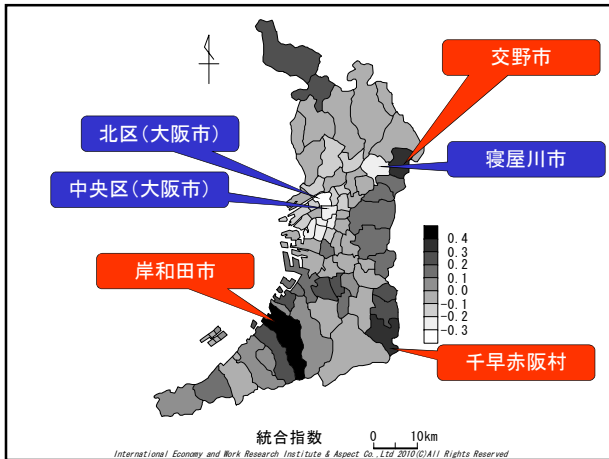 交野市
北区(大阪市)
寝屋川市
中央区(大阪市)
岸和田市
千早赤阪村
0.4
0.3
0.2
0.1
0.0
-0.1
-0.2
-0.3
統合指数
0 10km
International Economy and Work Research Institute & Aspect Co.,Ltd 2010(C)All Rights Reserved